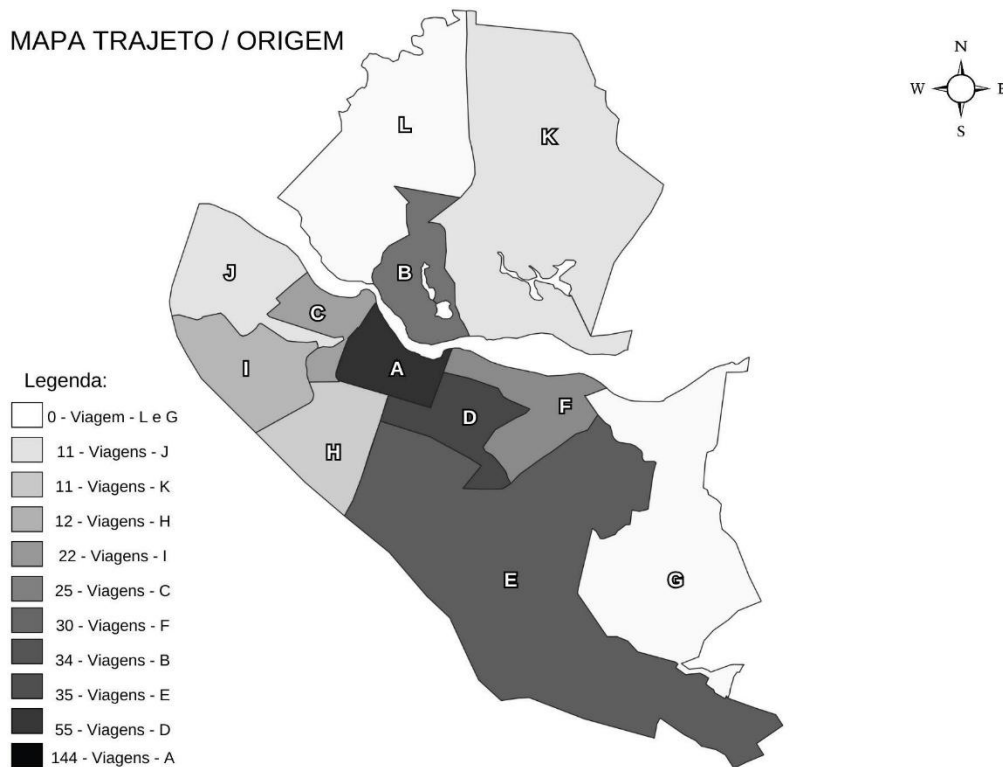 MAPA TRAJETO / ORIGEM
N
W
E
S
L
K
B
J
C
A
I
D
F
H
E
G
Legenda:
0 - Viagem - L e G
11 - Viagens - J
11 - Viagens - K
12 - Viagens - H
22 - Viagens - I
25 - Viagens - C
30 - Viagens - F
34 - Viagens - B
35 - Viagens - E
55 - Viagens - D
144 - Viagens - A